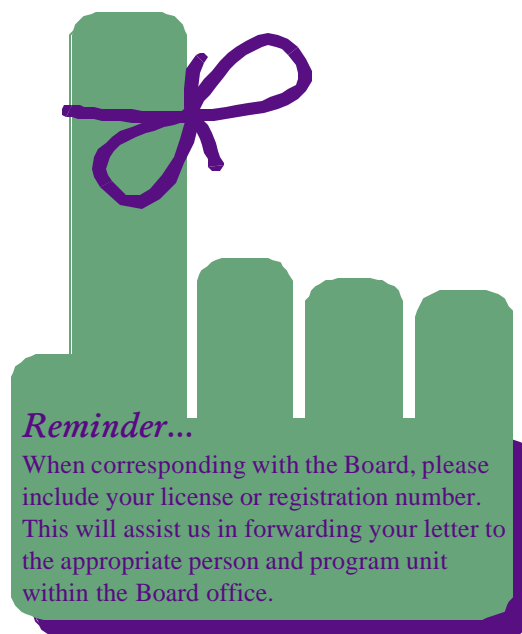 Reminder...
When corresponding with the Board, please
include your license or registration number.
This will assist us in forwarding your letter to
the appropriate person and program unit
within the Board office.